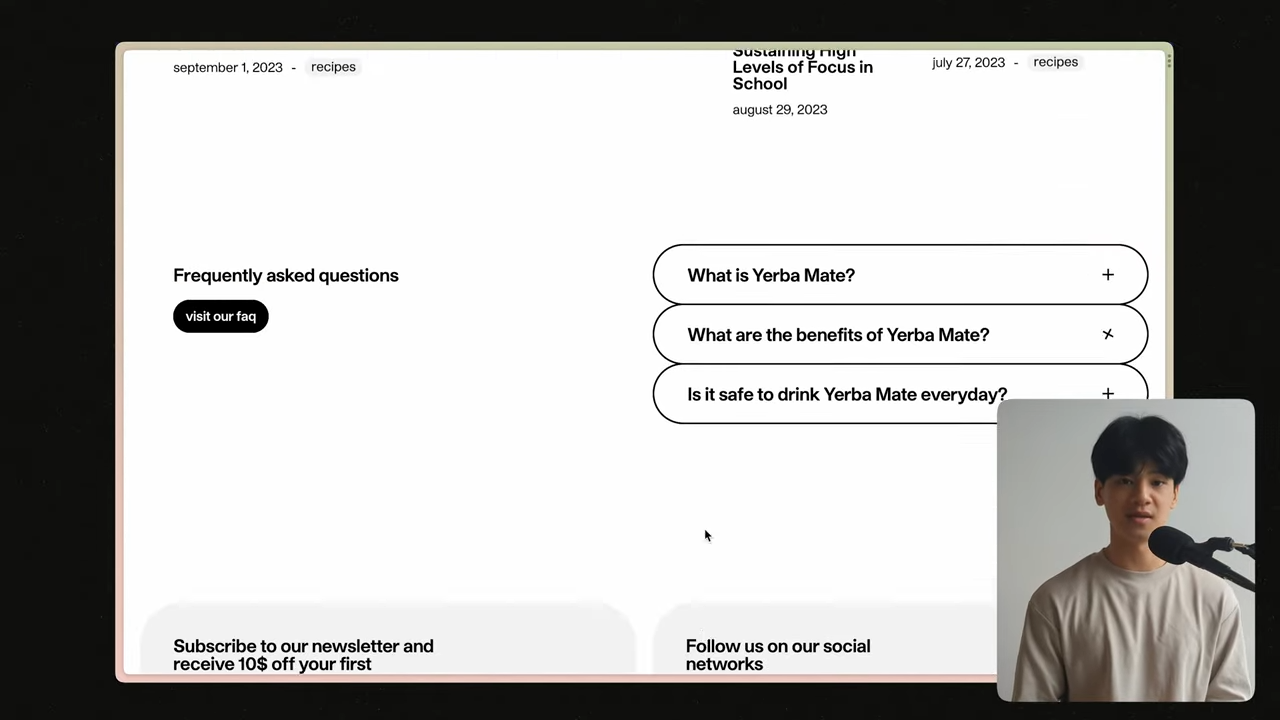 september 1, 2023 - recipes
Sustaining High
Levels of Focus in
School
august 29, 2023
july 27, 2023 - recipes
Frequently asked questions
visit our faq
What is Yerba Mate?
What are the benefits of Yerba Mate?
Is it safe to drink Yerba Mate everyday?
Subscribe to our newsletter and
receive 10$ off your first
Follow us on our social
networks